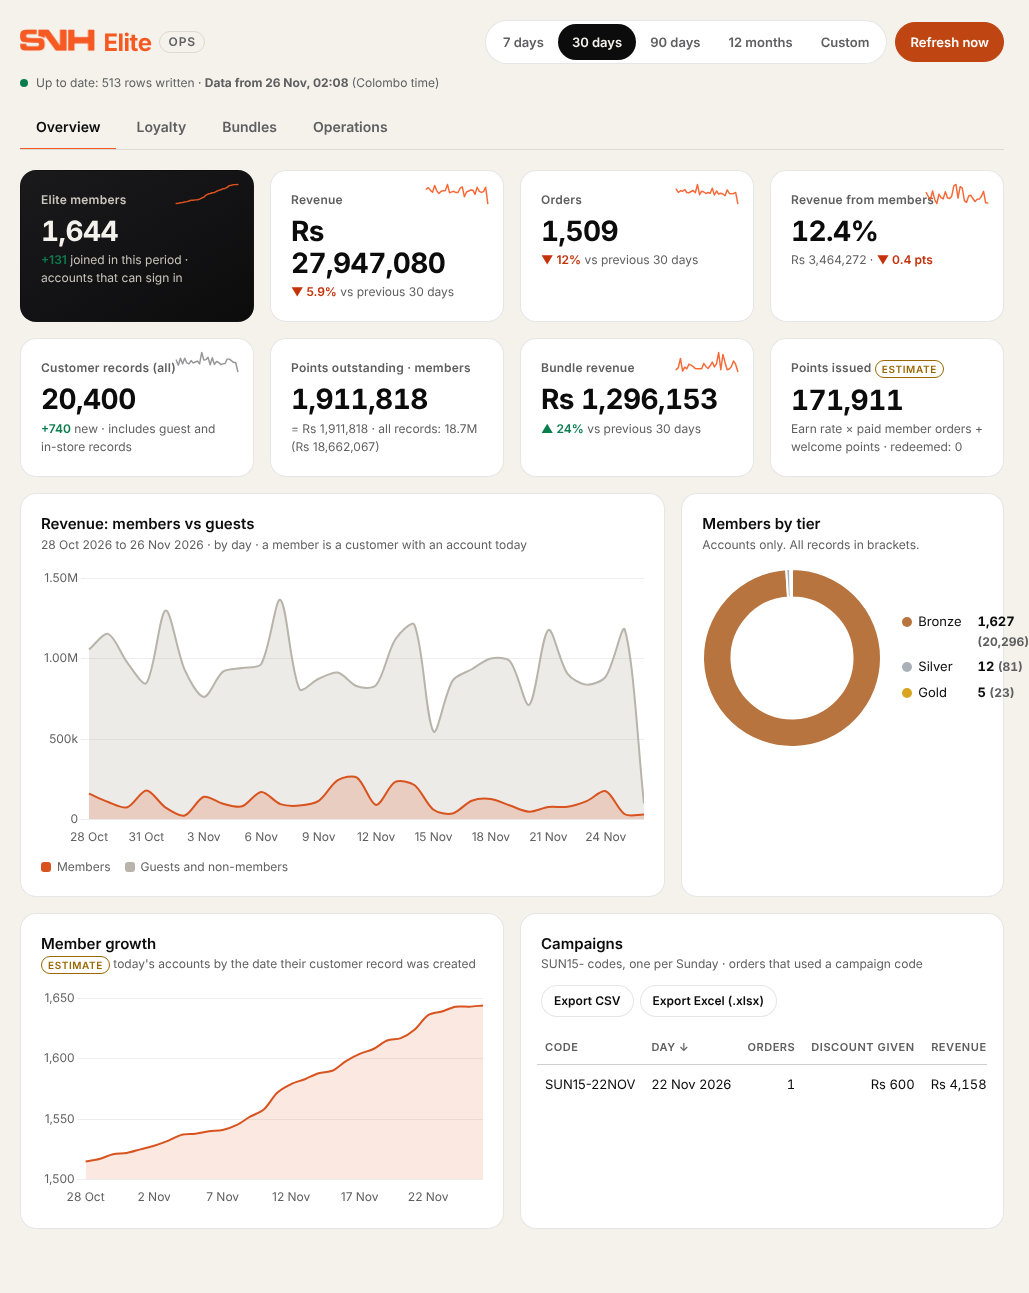 SNH Elite OPS
7 days 30 days 90 days 12 months Custom Refresh now
Up to date: 513 rows written · Data from 26 Nov, 02:08 (Colombo time)
Overview Loyalty Bundles Operations
Elite members
1,644
+131 joined in this period ·
accounts that can sign in
Revenue
Rs
27,947,080
▼ 5.9% vs previous 30 days
Orders
1,509
▼ 12% vs previous 30 days
Revenue from members
12.4%
Rs 3,464,272 · ▼ 0.4 pts
Customer records (all)
20,400
+740 new · includes guest and
in-store records
Points outstanding · members
1,911,818
= Rs 1,911,818 · all records: 18.7M
(Rs 18,662,067)
Bundle revenue
Rs 1,296,153
▲ 24% vs previous 30 days
Points issued ESTIMATE
171,911
Earn rate × paid member orders +
welcome points · redeemed: 0
Revenue: members vs guests
28 Oct 2026 to 26 Nov 2026 · by day · a member is a customer with an account today
1.50M
1.00M
500k
0
28 Oct 31 Oct 3 Nov 6 Nov 9 Nov 12 Nov 15 Nov 18 Nov 21 Nov 24 Nov
Members Guests and non-members
Members by tier
Accounts only. All records in brackets.
Bronze 1,627
(20,296)
Silver 12 (81)
Gold 5 (23)
Member growth
ESTIMATE today's accounts by the date their customer record was created
1,650
1,600
1,550
1,500
28 Oct 2 Nov 7 Nov 12 Nov 17 Nov 22 Nov
Campaigns
SUN15- codes, one per Sunday · orders that used a campaign code
Export CSV Export Excel (.xlsx)
CODE DAY ↓ ORDERS DISCOUNT GIVEN REVENUE
SUN15-22NOV 22 Nov 2026 1 Rs 600 Rs 4,158